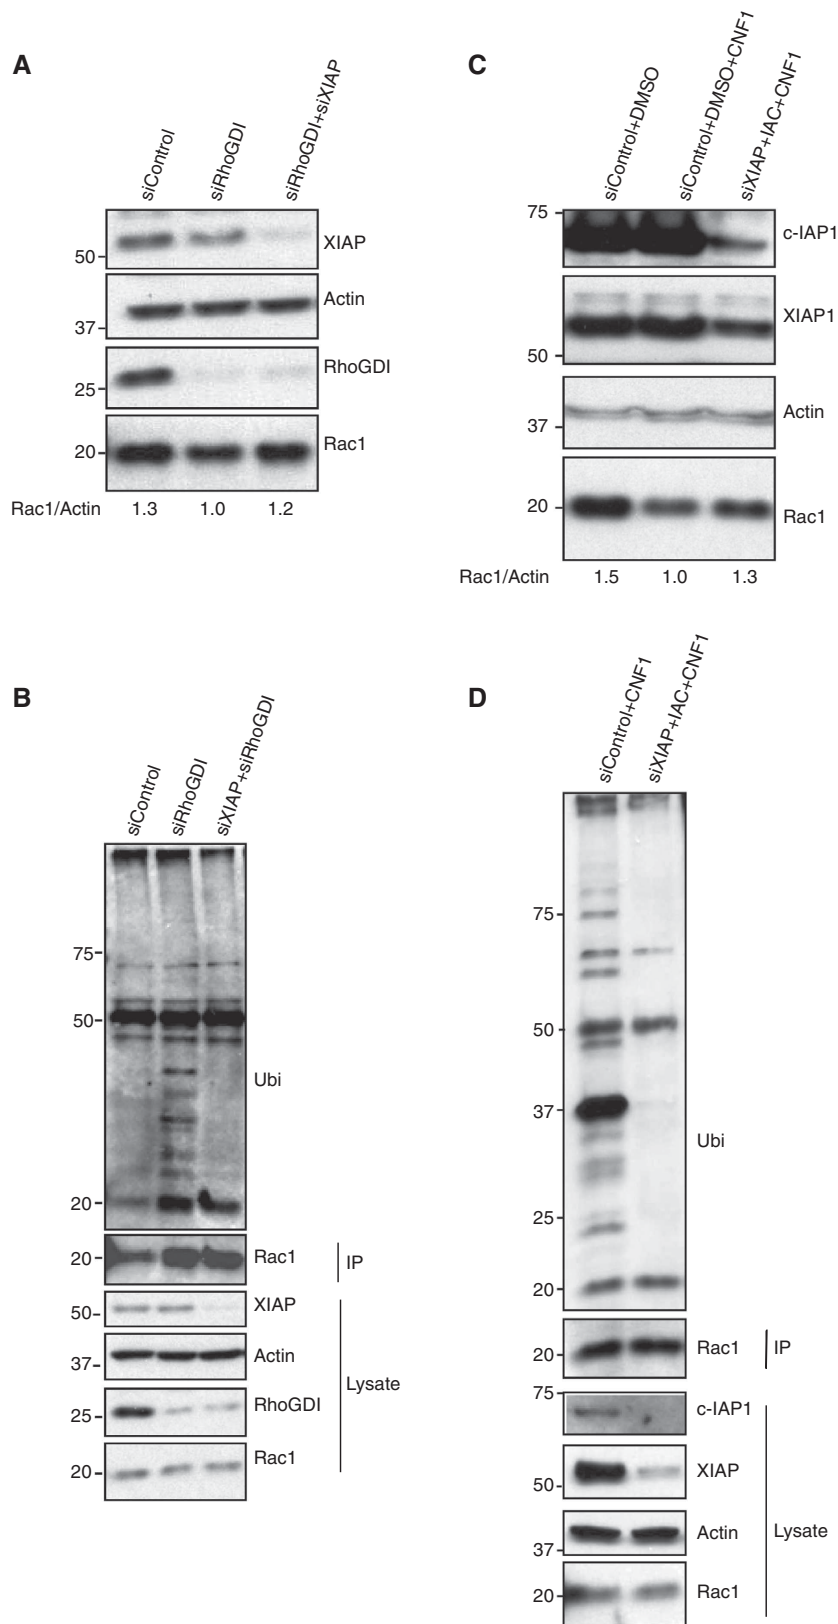 A
siControl
siRhoGDI
siRhoGDI+siXIAP
50
XIAP
37
Actin
25
RhoGDI
20
Rac1
Rac1/Actin 1.3 1.0 1.2
C
siControl+DMSO
siControl+DMSO+CNF1
siXIAP+IAC+CNF1
75
c-IAP1
50
XIAP1
37
Actin
20
Rac1
Rac1/Actin 1.5 1.0 1.3
B
siControl
siRhoGDI
siXIAP+siRhoGDI
75
50
Ubi
20
20 Rac1 IP
50 XIAP
37 Actin
Lysate
25 RhoGDI
20 Rac1
D
siControl+CNF1
siXIAP+IAC+CNF1
75
50
37
Ubi
25
20
20 Rac1 IP
75
c-IAP1
50 XIAP
37 Actin
Lysate
20 Rac1